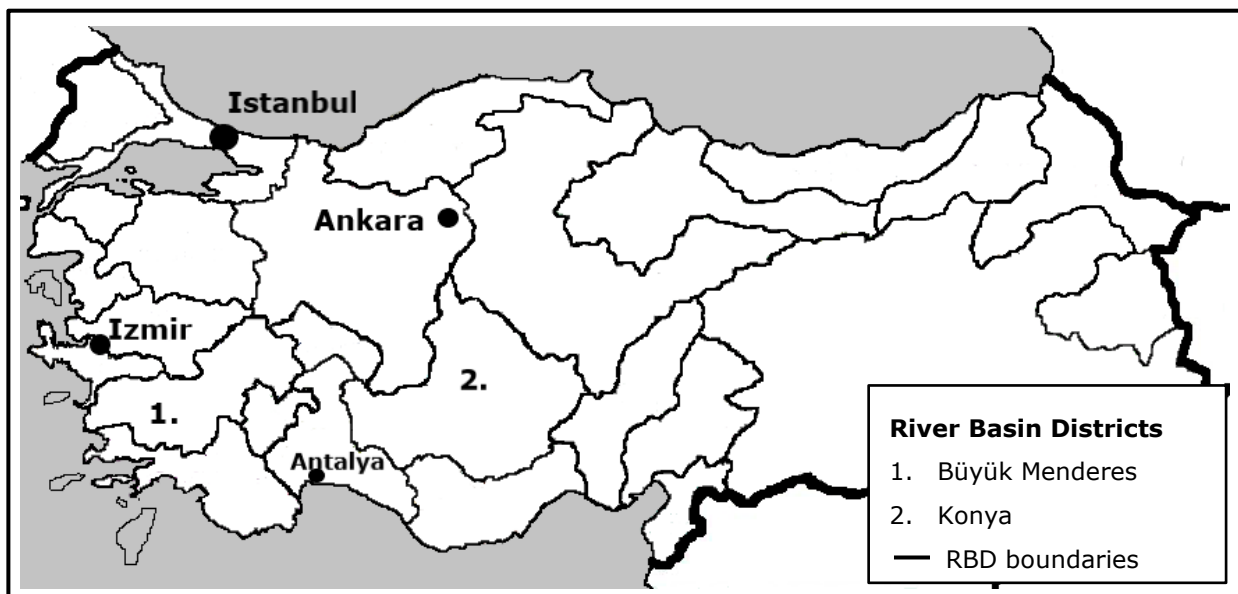 Istanbul
Ankara
Izmir
2.
1.
Antalya
River Basin Districts
1. Büyük Menderes
2. Konya
RBD boundaries